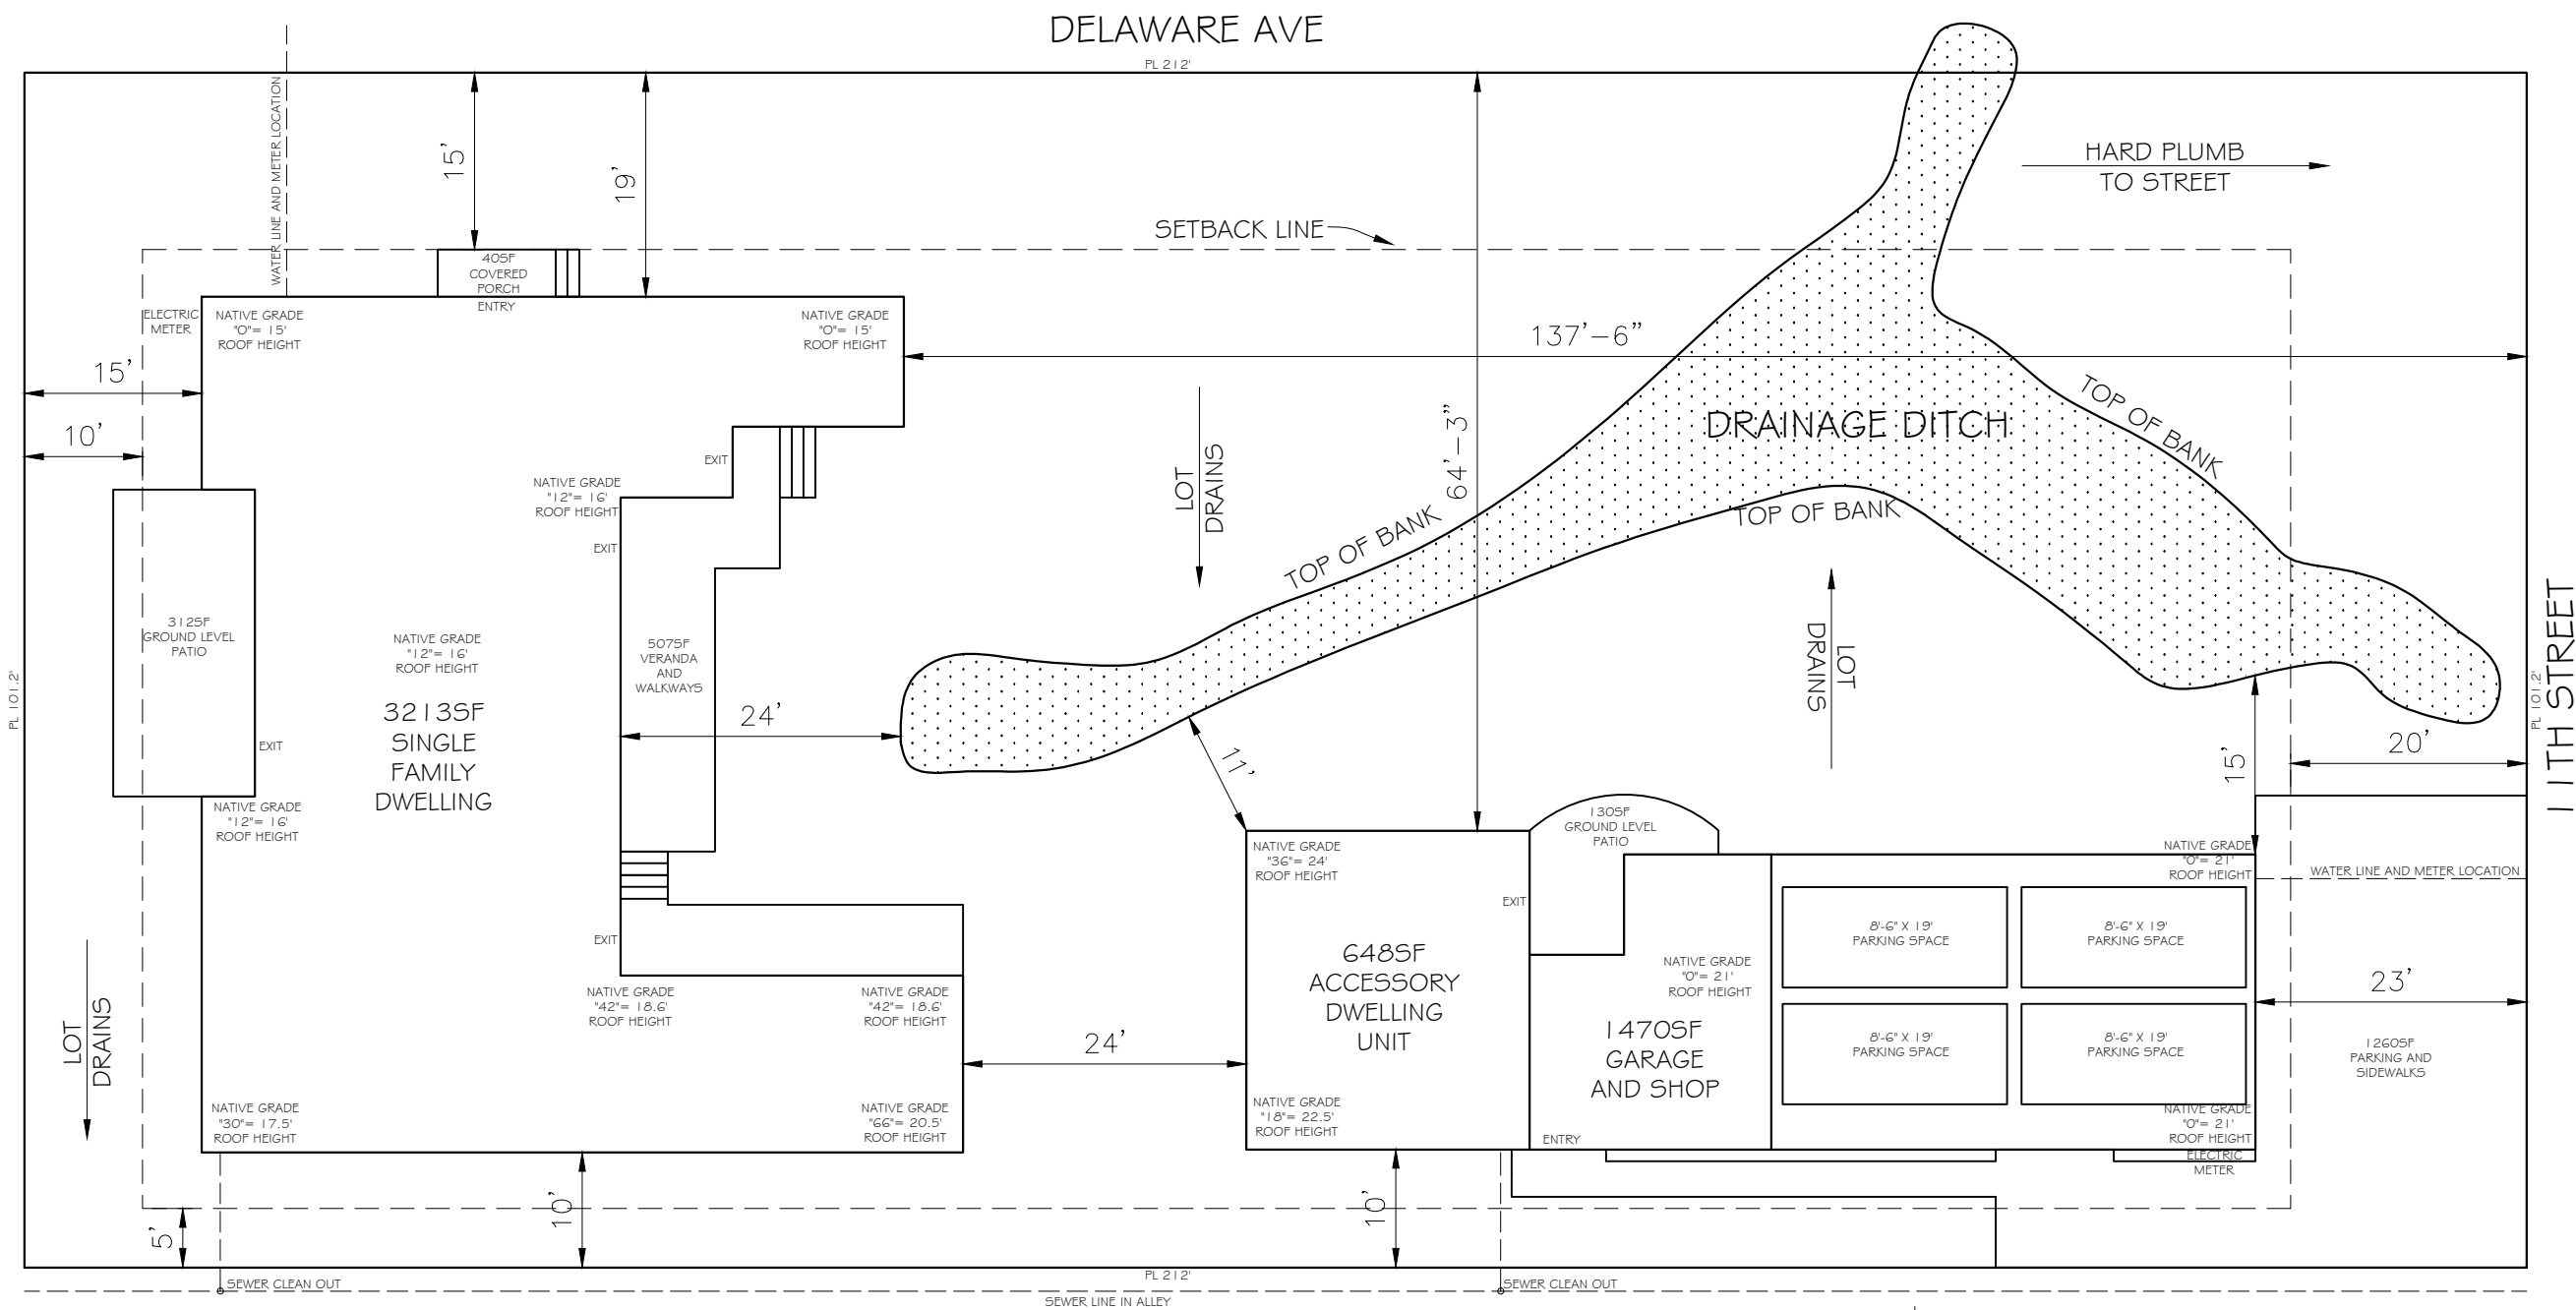 DELAWARE AVE
PL 212'
WATER LINE AND METER LOCATION
15'
19'
HARD PLUMB
TO STREET
SETBACK LINE
40SF
COVERED
PORCH
ENTRY
ELECTRIC
METER
NATIVE GRADE
"0"= 15'
ROOF HEIGHT
NATIVE GRADE
"0"= 15'
ROOF HEIGHT
137'-6"
15'
10'
64'-3"
DRAINAGE DITCH
TOP OF BANK
EXIT
NATIVE GRADE
"12"= 16'
ROOF HEIGHT
LOT
DRAINS
TOP OF BANK
TOP OF BANK
EXIT
312SF
GROUND LEVEL
PATIO
NATIVE GRADE
"12"= 16'
ROOF HEIGHT
507SF
VERANDA
AND
WALKWAYS
LOT
DRAINS
PL 101.2'
PL 101.2'
11TH STREET
3213SF
SINGLE
FAMILY
DWELLING
24'
EXIT
11'
15'
20'
NATIVE GRADE
"12"= 16'
ROOF HEIGHT
130SF
GROUND LEVEL
PATIO
NATIVE GRADE
"36"= 24'
ROOF HEIGHT
NATIVE GRADE
"0"= 21'
ROOF HEIGHT
WATER LINE AND METER LOCATION
EXIT
8'-6" X 19'
PARKING SPACE
8'-6" X 19'
PARKING SPACE
EXIT
648SF
ACCESSORY
DWELLING
UNIT
NATIVE GRADE
"0"= 21'
ROOF HEIGHT
23'
NATIVE GRADE
"42"= 18.6'
ROOF HEIGHT
NATIVE GRADE
"42"= 18.6'
ROOF HEIGHT
LOT
DRAINS
24'
1470SF
GARAGE
AND SHOP
8'-6" X 19'
PARKING SPACE
8'-6" X 19'
PARKING SPACE
1260SF
PARKING AND
SIDEWALKS
NATIVE GRADE
"30"= 17.5'
ROOF HEIGHT
NATIVE GRADE
"66"= 20.5'
ROOF HEIGHT
NATIVE GRADE
"18"= 22.5'
ROOF HEIGHT
ENTRY
NATIVE GRADE
"0"= 21'
ROOF HEIGHT
ELECTRIC
METER
5'
10'
10'
PL 212'
SEWER CLEAN OUT
SEWER CLEAN OUT
SEWER LINE IN ALLEY